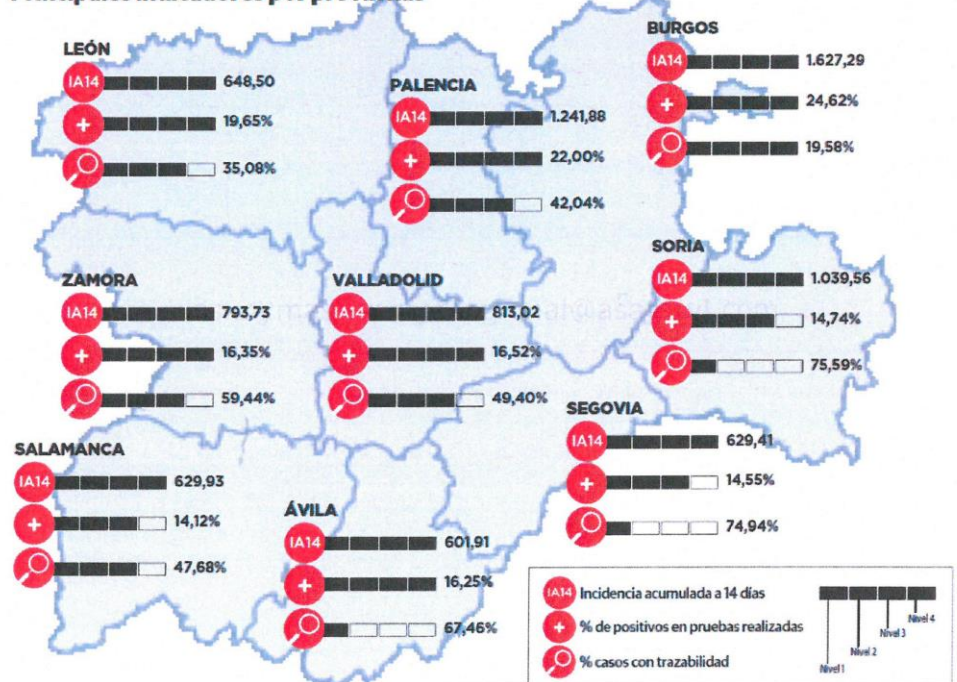 LEÓN
IA14 648,50
+ 19,65%
35,08%
PALENCIA
IA14 1.241,88
+ 22,00%
42,04%
BURGOS
IA14 1.627,29
+ 24,62%
19,58%
ZAMORA
IA14 793,73
+ 16,35%
59,44%
VALLADOLID
IA14 813,02
+ 16,52%
49,40%
SORIA
IA14 1.039,56
+ 14,74%
75,59%
SALAMANCA
IA14 629,93
+ 14,12%
47,68%
ÁVILA
IA14 601,91
+ 16,25%
67,46%
SEGOVIA
IA14 629,41
+ 14,55%
74,94%
IA14 Incidencia acumulada a 14 días
+ % de positivos en pruebas realizadas
% casos con trazabilidad
Nivel 1
Nivel 2
Nivel 3
Nivel 4